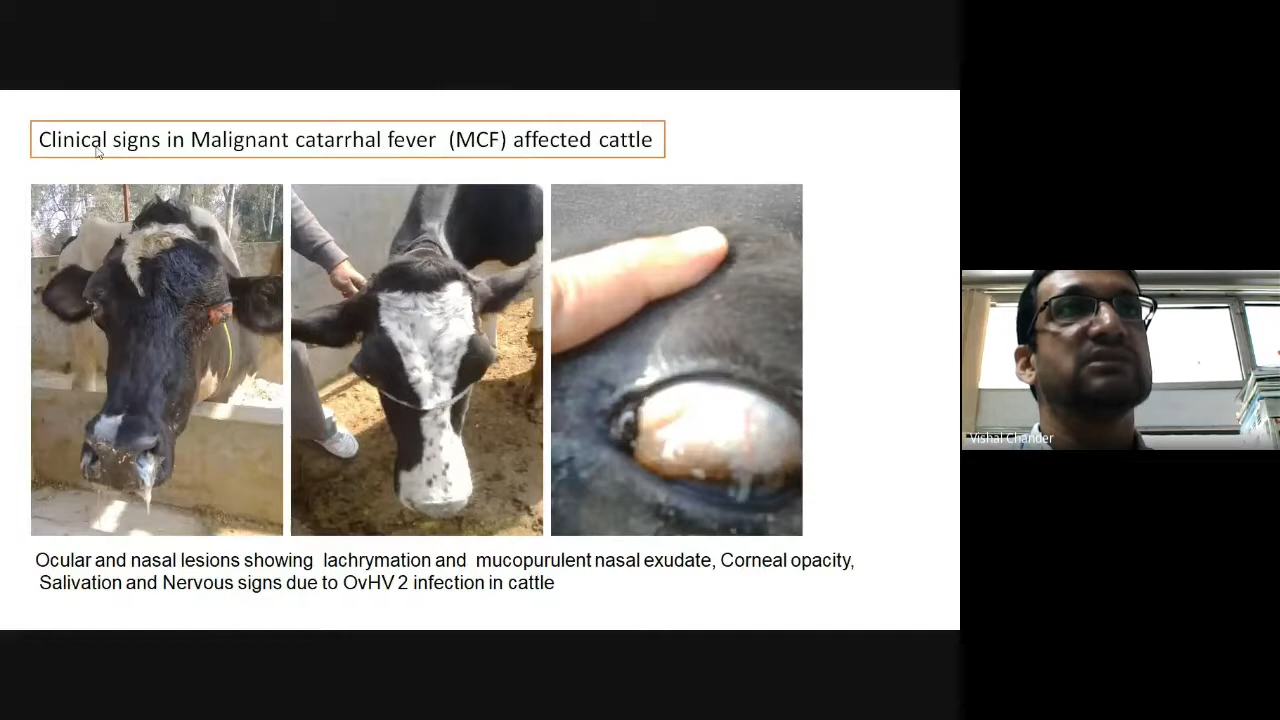 Clinical signs in Malignant catarrhal fever (MCF) affected cattle
Ocular and nasal lesions showing lachrymation and mucopurulent nasal exudate, Corneal opacity,
Salivation and Nervous signs due to OvHV 2 infection in cattle
Vishal Chander